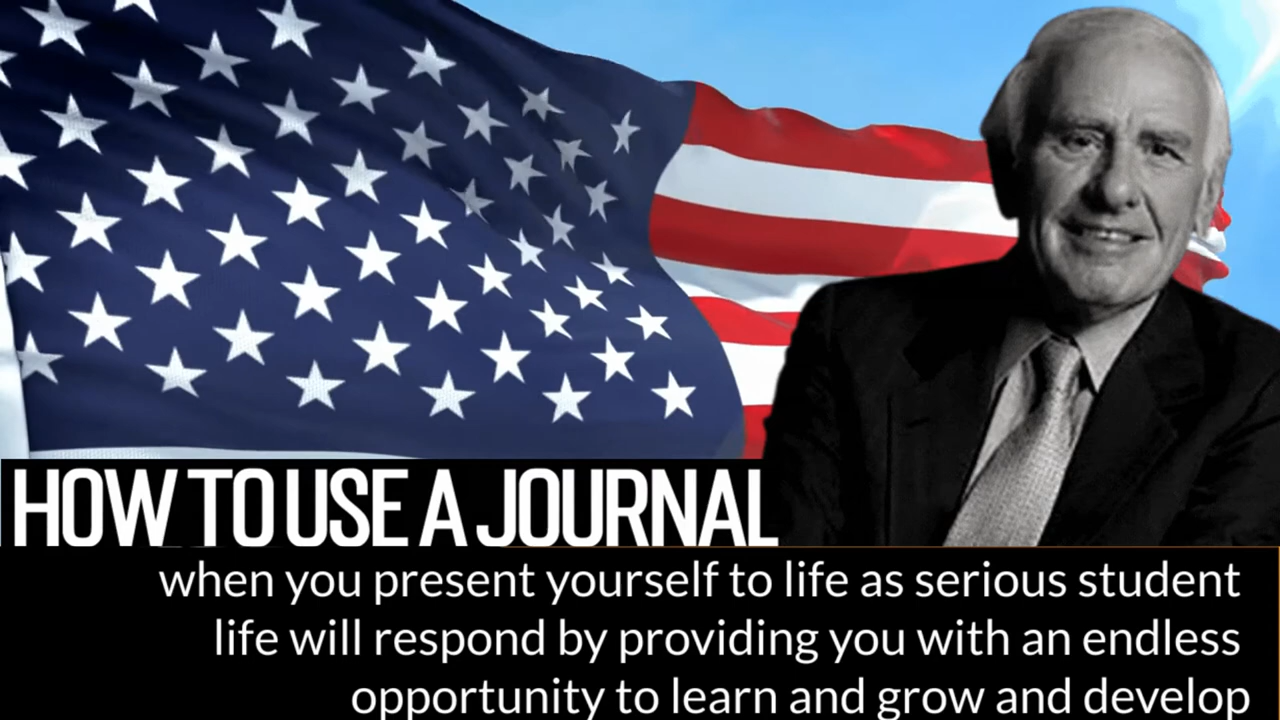 HOW TO USE A JOURNAL
when you present yourself to life as serious student
life will respond by providing you with an endless
opportunity to learn and grow and develop